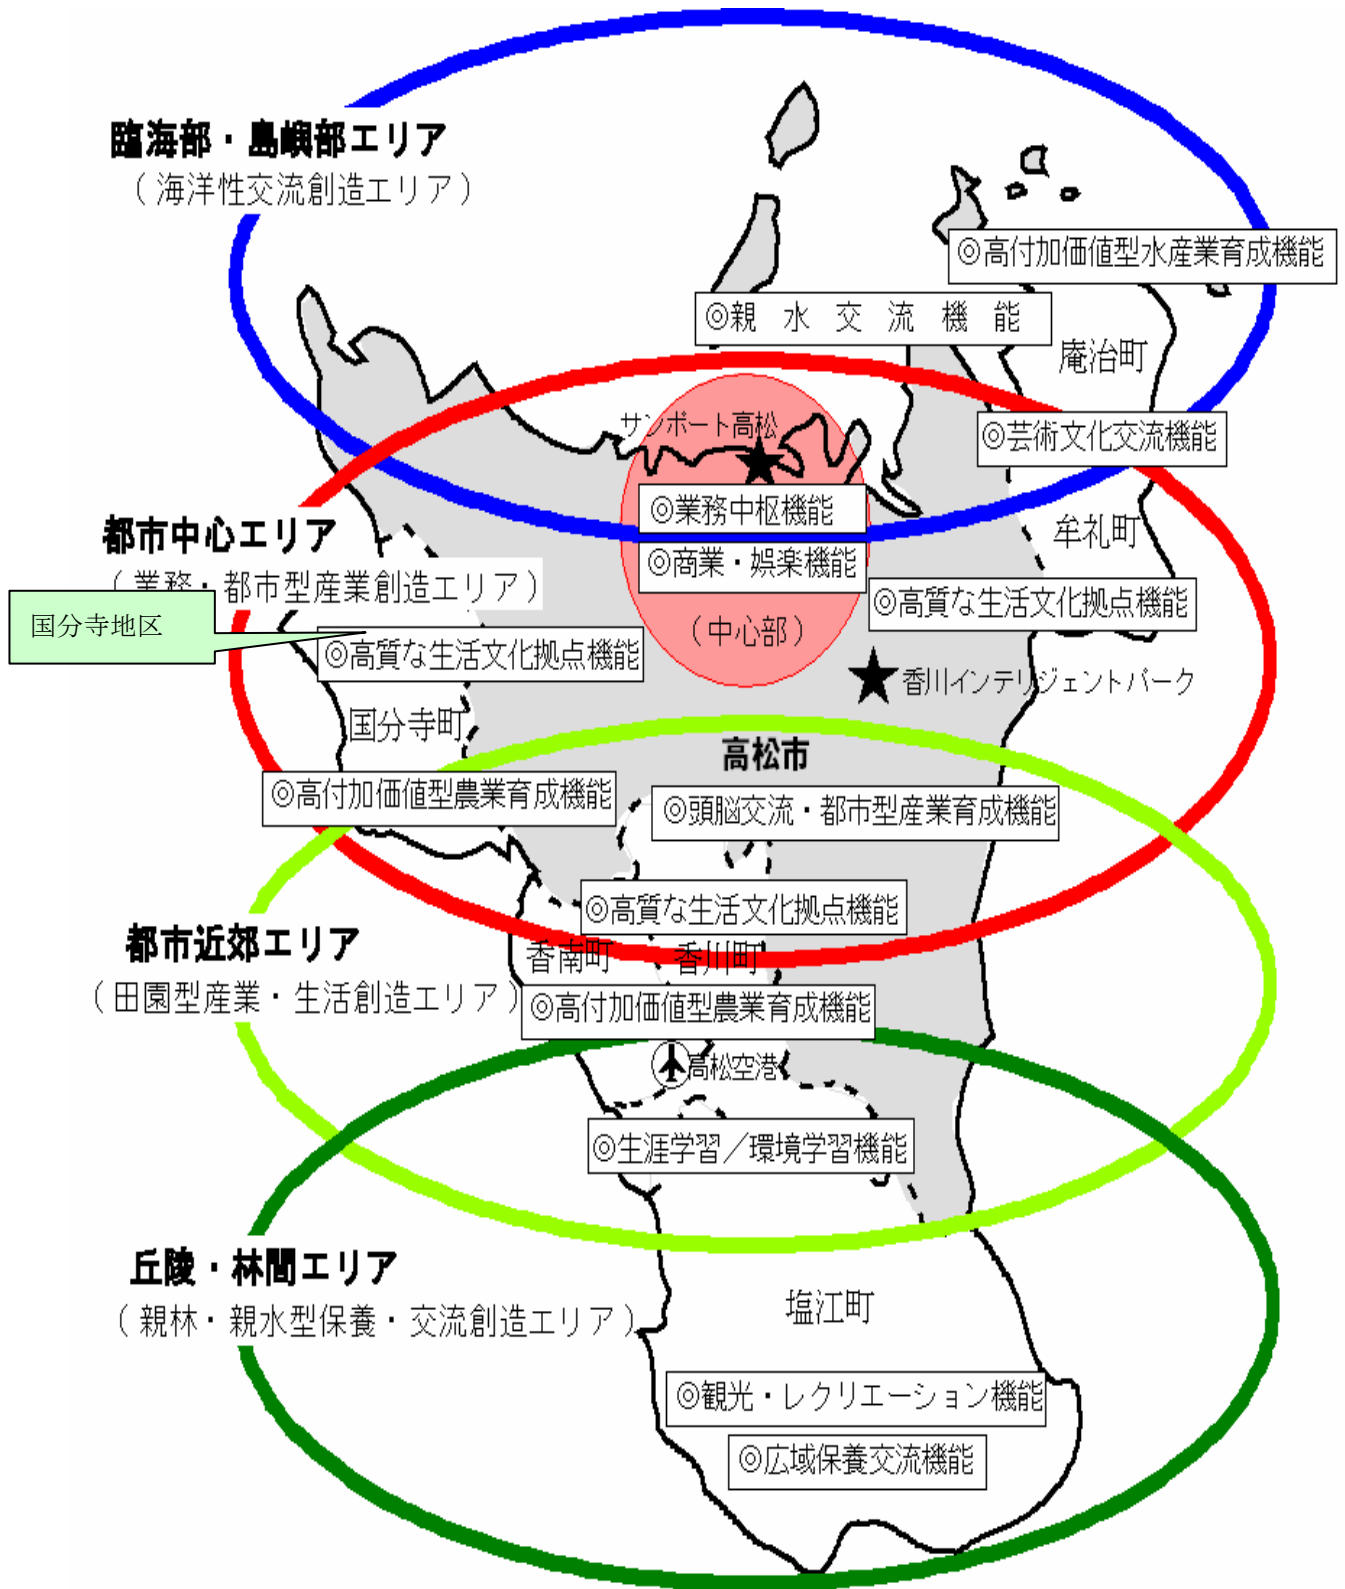 臨海部・島嶼部エリア
（海洋性交流創造エリア）
◎高付加価値型水産業育成機能
◎親水交流機能
庵治町
サンポート高松
◎芸術文化交流機能
◎業務中枢機能
都市中心エリア
牟礼町
◎商業・娯楽機能
（業務・都市型産業創造エリア）
◎高質な生活文化拠点機能
国分寺地区
（中心部）
◎高質な生活文化拠点機能
香川インテリジェントパーク
国分寺町
高松市
◎高付加価値型農業育成機能
◎頭脳交流・都市型産業育成機能
◎高質な生活文化拠点機能
都市近郊エリア
香南町
香川町
（田園型産業・生活創造エリア）
◎高付加価値型農業育成機能
高松空港
◎生涯学習／環境学習機能
丘陵・林間エリア
（親林・親水型保養・交流創造エリア）
塩江町
◎観光・レクリエーション機能
◎広域保養交流機能